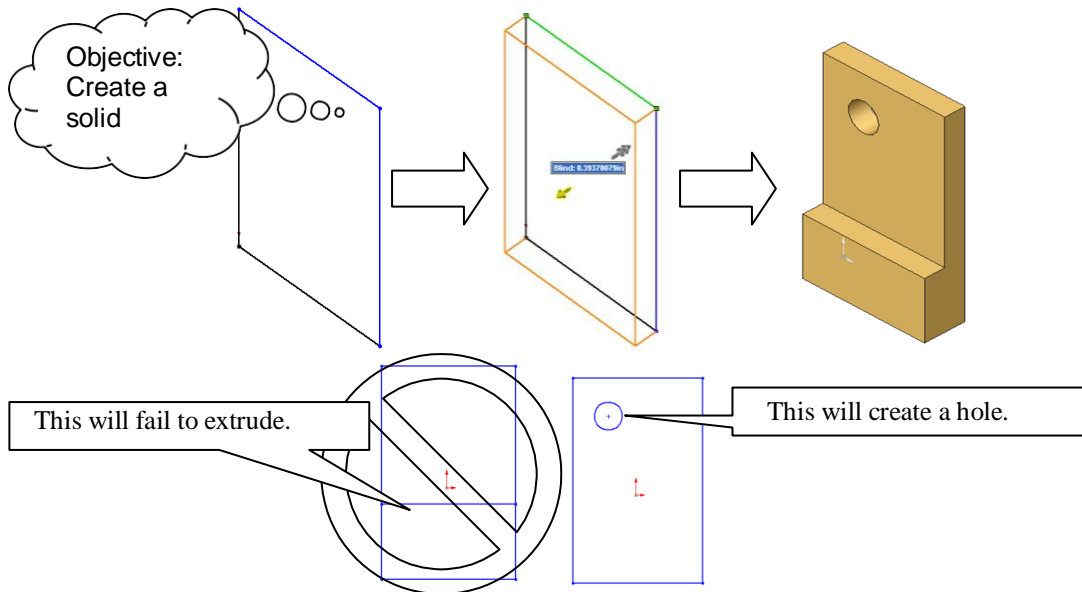 Objective:
Create a
solid
This will fail to extrude.
This will create a hole.